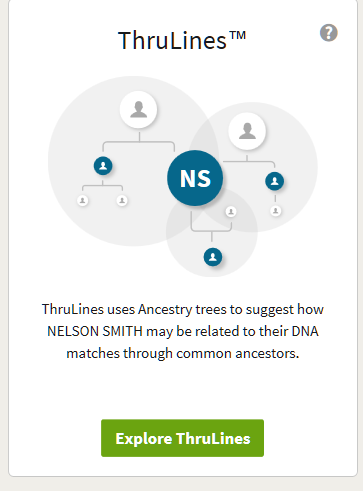 ThruLines™
?
NS
ThruLines uses Ancestry trees to suggest how
NELSON SMITH may be related to their DNA
matches through common ancestors.
Explore ThruLines